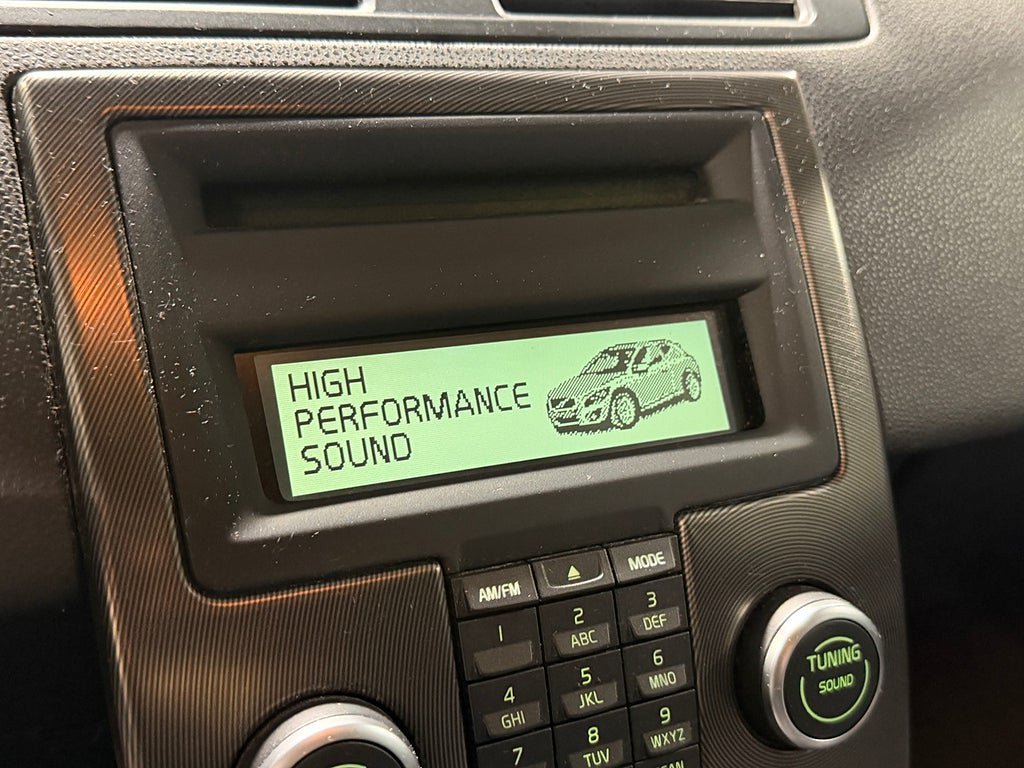 HIGH
PERFORMANCE
SOUND
AM/FM
MODE
1
2
ABC
3
DEF
4
GHI
5
JKL
6
MNO
7
8
TUV
9
WXYZ
TUNING
SOUND